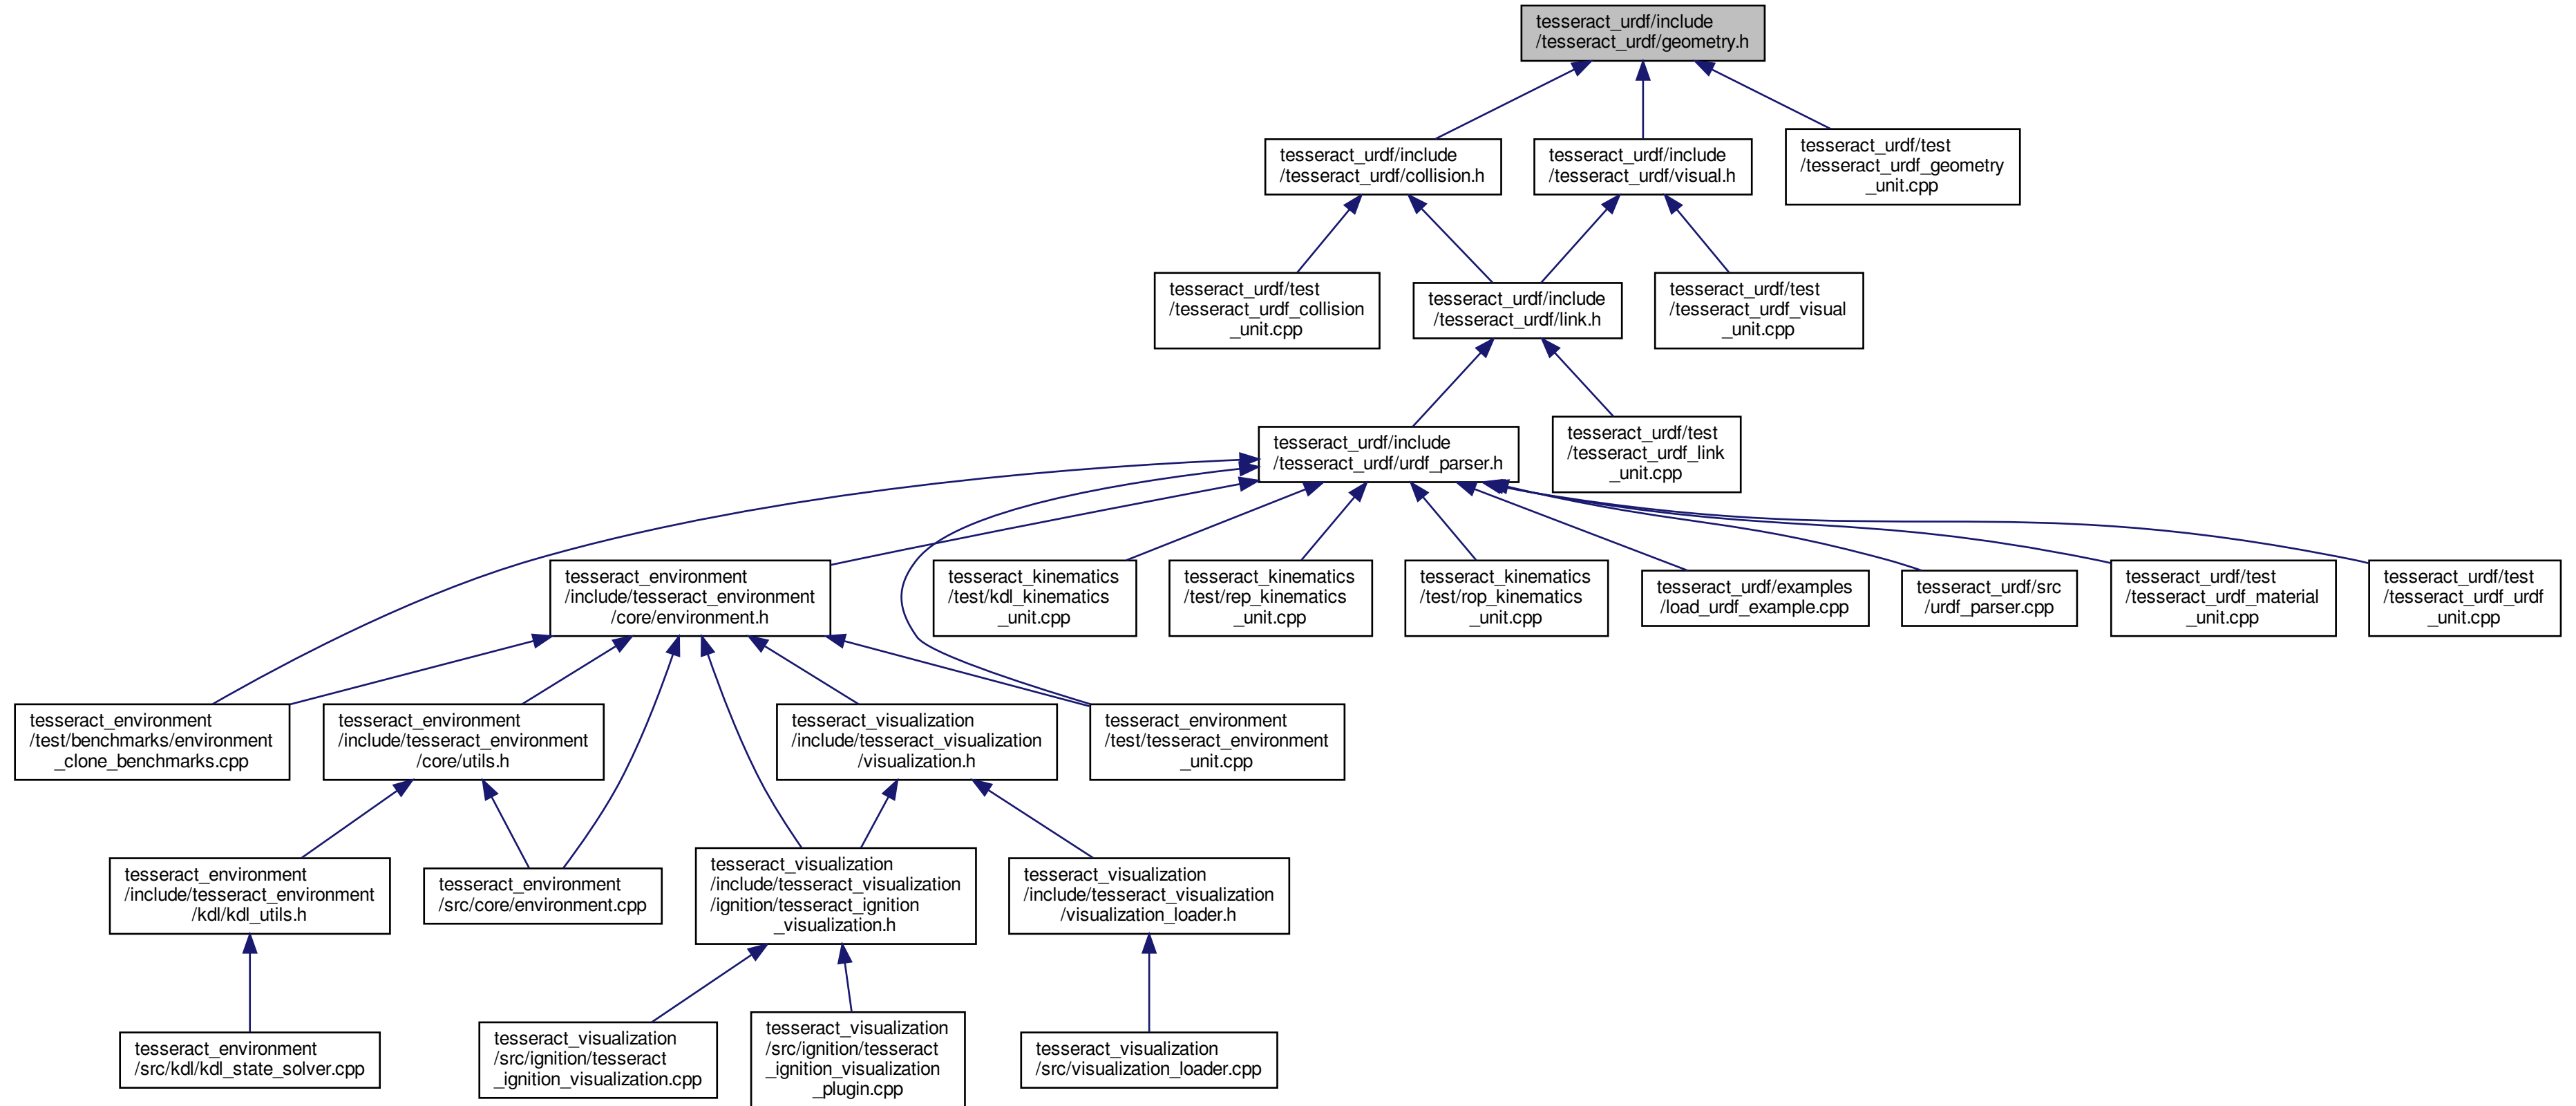 tesseract_urdf/include
/tesseract_urdf/geometry.h
tesseract_urdf/include
/tesseract_urdf/collision.h
tesseract_urdf/include
/tesseract_urdf/visual.h
tesseract_urdf/test
/tesseract_urdf_geometry
_unit.cpp
tesseract_urdf/test
/tesseract_urdf_collision
_unit.cpp
tesseract_urdf/include
/tesseract_urdf/link.h
tesseract_urdf/test
/tesseract_urdf_visual
_unit.cpp
tesseract_urdf/include
/tesseract_urdf/urdf_parser.h
tesseract_urdf/test
/tesseract_urdf_link
_unit.cpp
tesseract_environment
/include/tesseract_environment
/core/environment.h
tesseract_kinematics
/test/kdl_kinematics
_unit.cpp
tesseract_kinematics
/test/rep_kinematics
_unit.cpp
tesseract_kinematics
/test/rop_kinematics
_unit.cpp
tesseract_urdf/examples
/load_urdf_example.cpp
tesseract_urdf/src
/urdf_parser.cpp
tesseract_urdf/test
/tesseract_urdf_material
_unit.cpp
tesseract_urdf/test
/tesseract_urdf_urdf
_unit.cpp
tesseract_environment
/test/benchmarks/environment
_clone_benchmarks.cpp
tesseract_environment
/include/tesseract_environment
/core/utils.h
tesseract_visualization
/include/tesseract_visualization
/visualization.h
tesseract_environment
/test/tesseract_environment
_unit.cpp
tesseract_environment
/include/tesseract_environment
/kdl/kdl_utils.h
tesseract_environment
/src/core/environment.cpp
tesseract_visualization
/include/tesseract_visualization
/ignition/tesseract_ignition
_visualization.h
tesseract_visualization
/include/tesseract_visualization
/visualization_loader.h
tesseract_environment
/src/kdl/kdl_state_solver.cpp
tesseract_visualization
/src/ignition/tesseract
_ignition_visualization.cpp
tesseract_visualization
/src/ignition/tesseract
_ignition_visualization
_plugin.cpp
tesseract_visualization
/src/visualization_loader.cpp